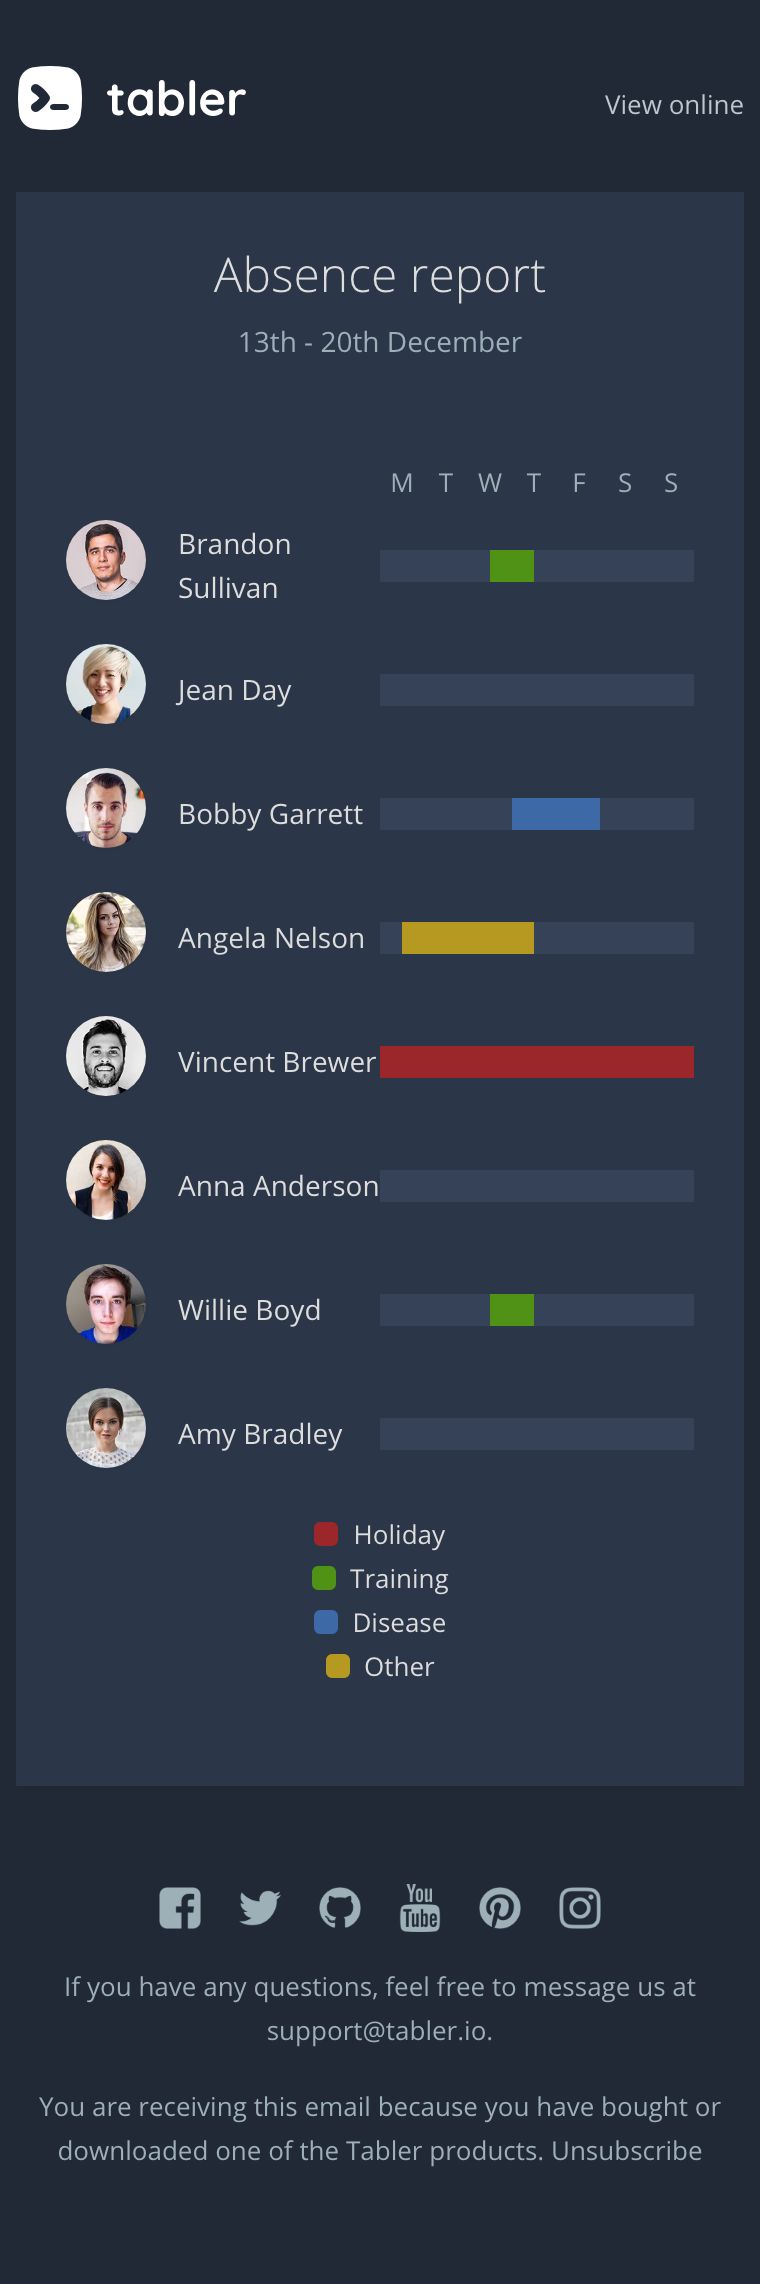 tabler
View online
Absence report
13th - 20th December
M T W T F S S
Brandon
Sullivan
Jean Day
Bobby Garrett
Angela Nelson
Vincent Brewer
Anna Anderson
Willie Boyd
Amy Bradley
Holiday
Training
Disease
Other
You
Tube
If you have any questions, feel free to message us at
support@tabler.io.
You are receiving this email because you have bought or
downloaded one of the Tabler products. Unsubscribe